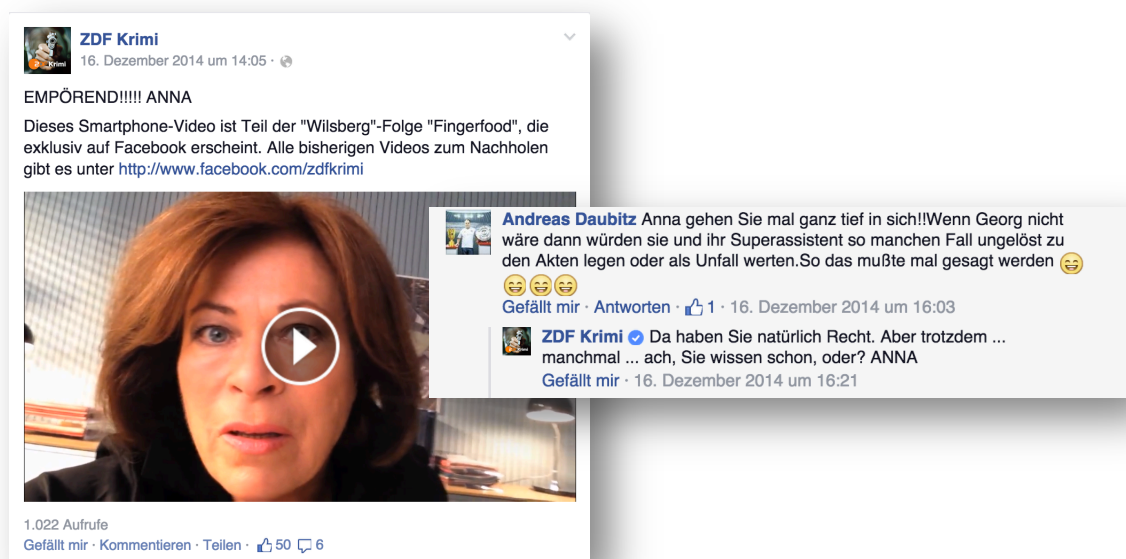 ZDF Krimi
16. Dezember 2014 um 14:05 ·
EMPÖREND!!!!! ANNA
Dieses Smartphone-Video ist Teil der "Wilsberg"-Folge "Fingerfood", die
exklusiv auf Facebook erscheint. Alle bisherigen Videos zum Nachholen
gibt es unter http://www.facebook.com/zdfkrimi
1.022 Aufrufe
Gefällt mir · Kommentieren · Teilen · 50 6
Andreas Daubitz Anna gehen Sie mal ganz tief in sich!!Wenn Georg nicht
wäre dann würden sie und ihr Superassistent so manchen Fall ungelöst zu
den Akten legen oder als Unfall werten.So das mußte mal gesagt werden 😄
😄😄😄
Gefällt mir · Antworten · 1 · 16. Dezember 2014 um 16:03
ZDF Krimi Da haben Sie natürlich Recht. Aber trotzdem ...
manchmal ... ach, Sie wissen schon, oder? ANNA
Gefällt mir · 16. Dezember 2014 um 16:21